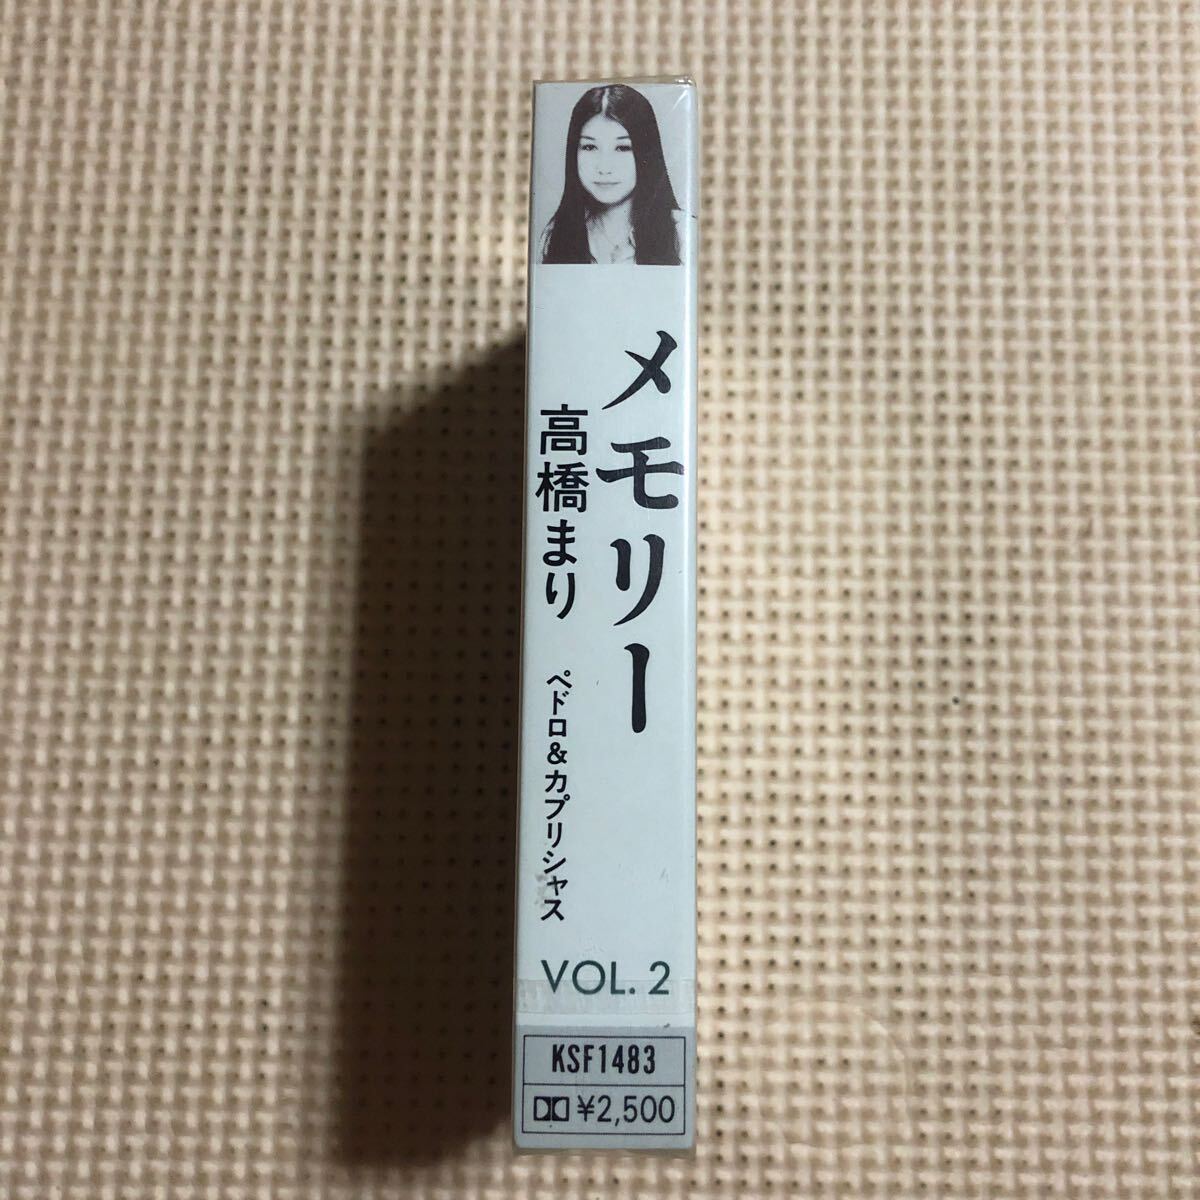 メモリー
高橋まり
ペドロ&カプリシャス
VOL. 2
KSF1483
¥2,500